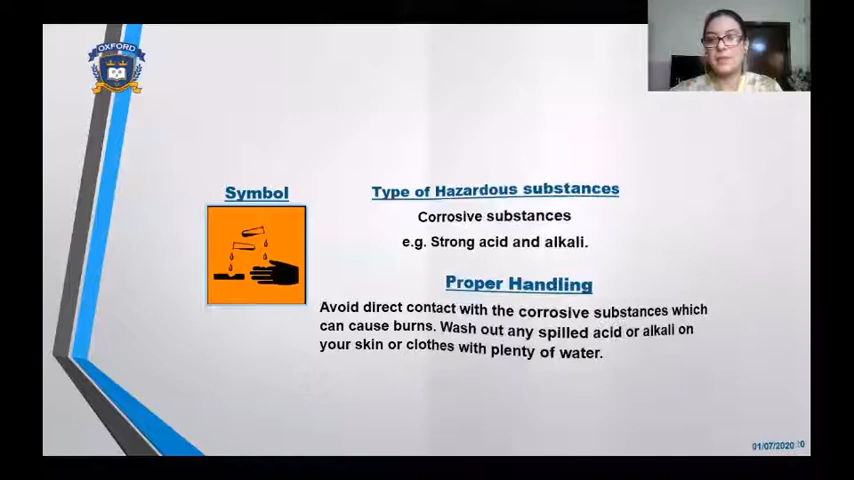 OXFORD
Symbol
Type of Hazardous substances
Corrosive substances
e.g. Strong acid and alkali.
Proper Handling
Avoid direct contact with the corrosive substances which
can cause burns. Wash out any spilled acid or alkali on
your skin or clothes with plenty of water.
01/07/2020